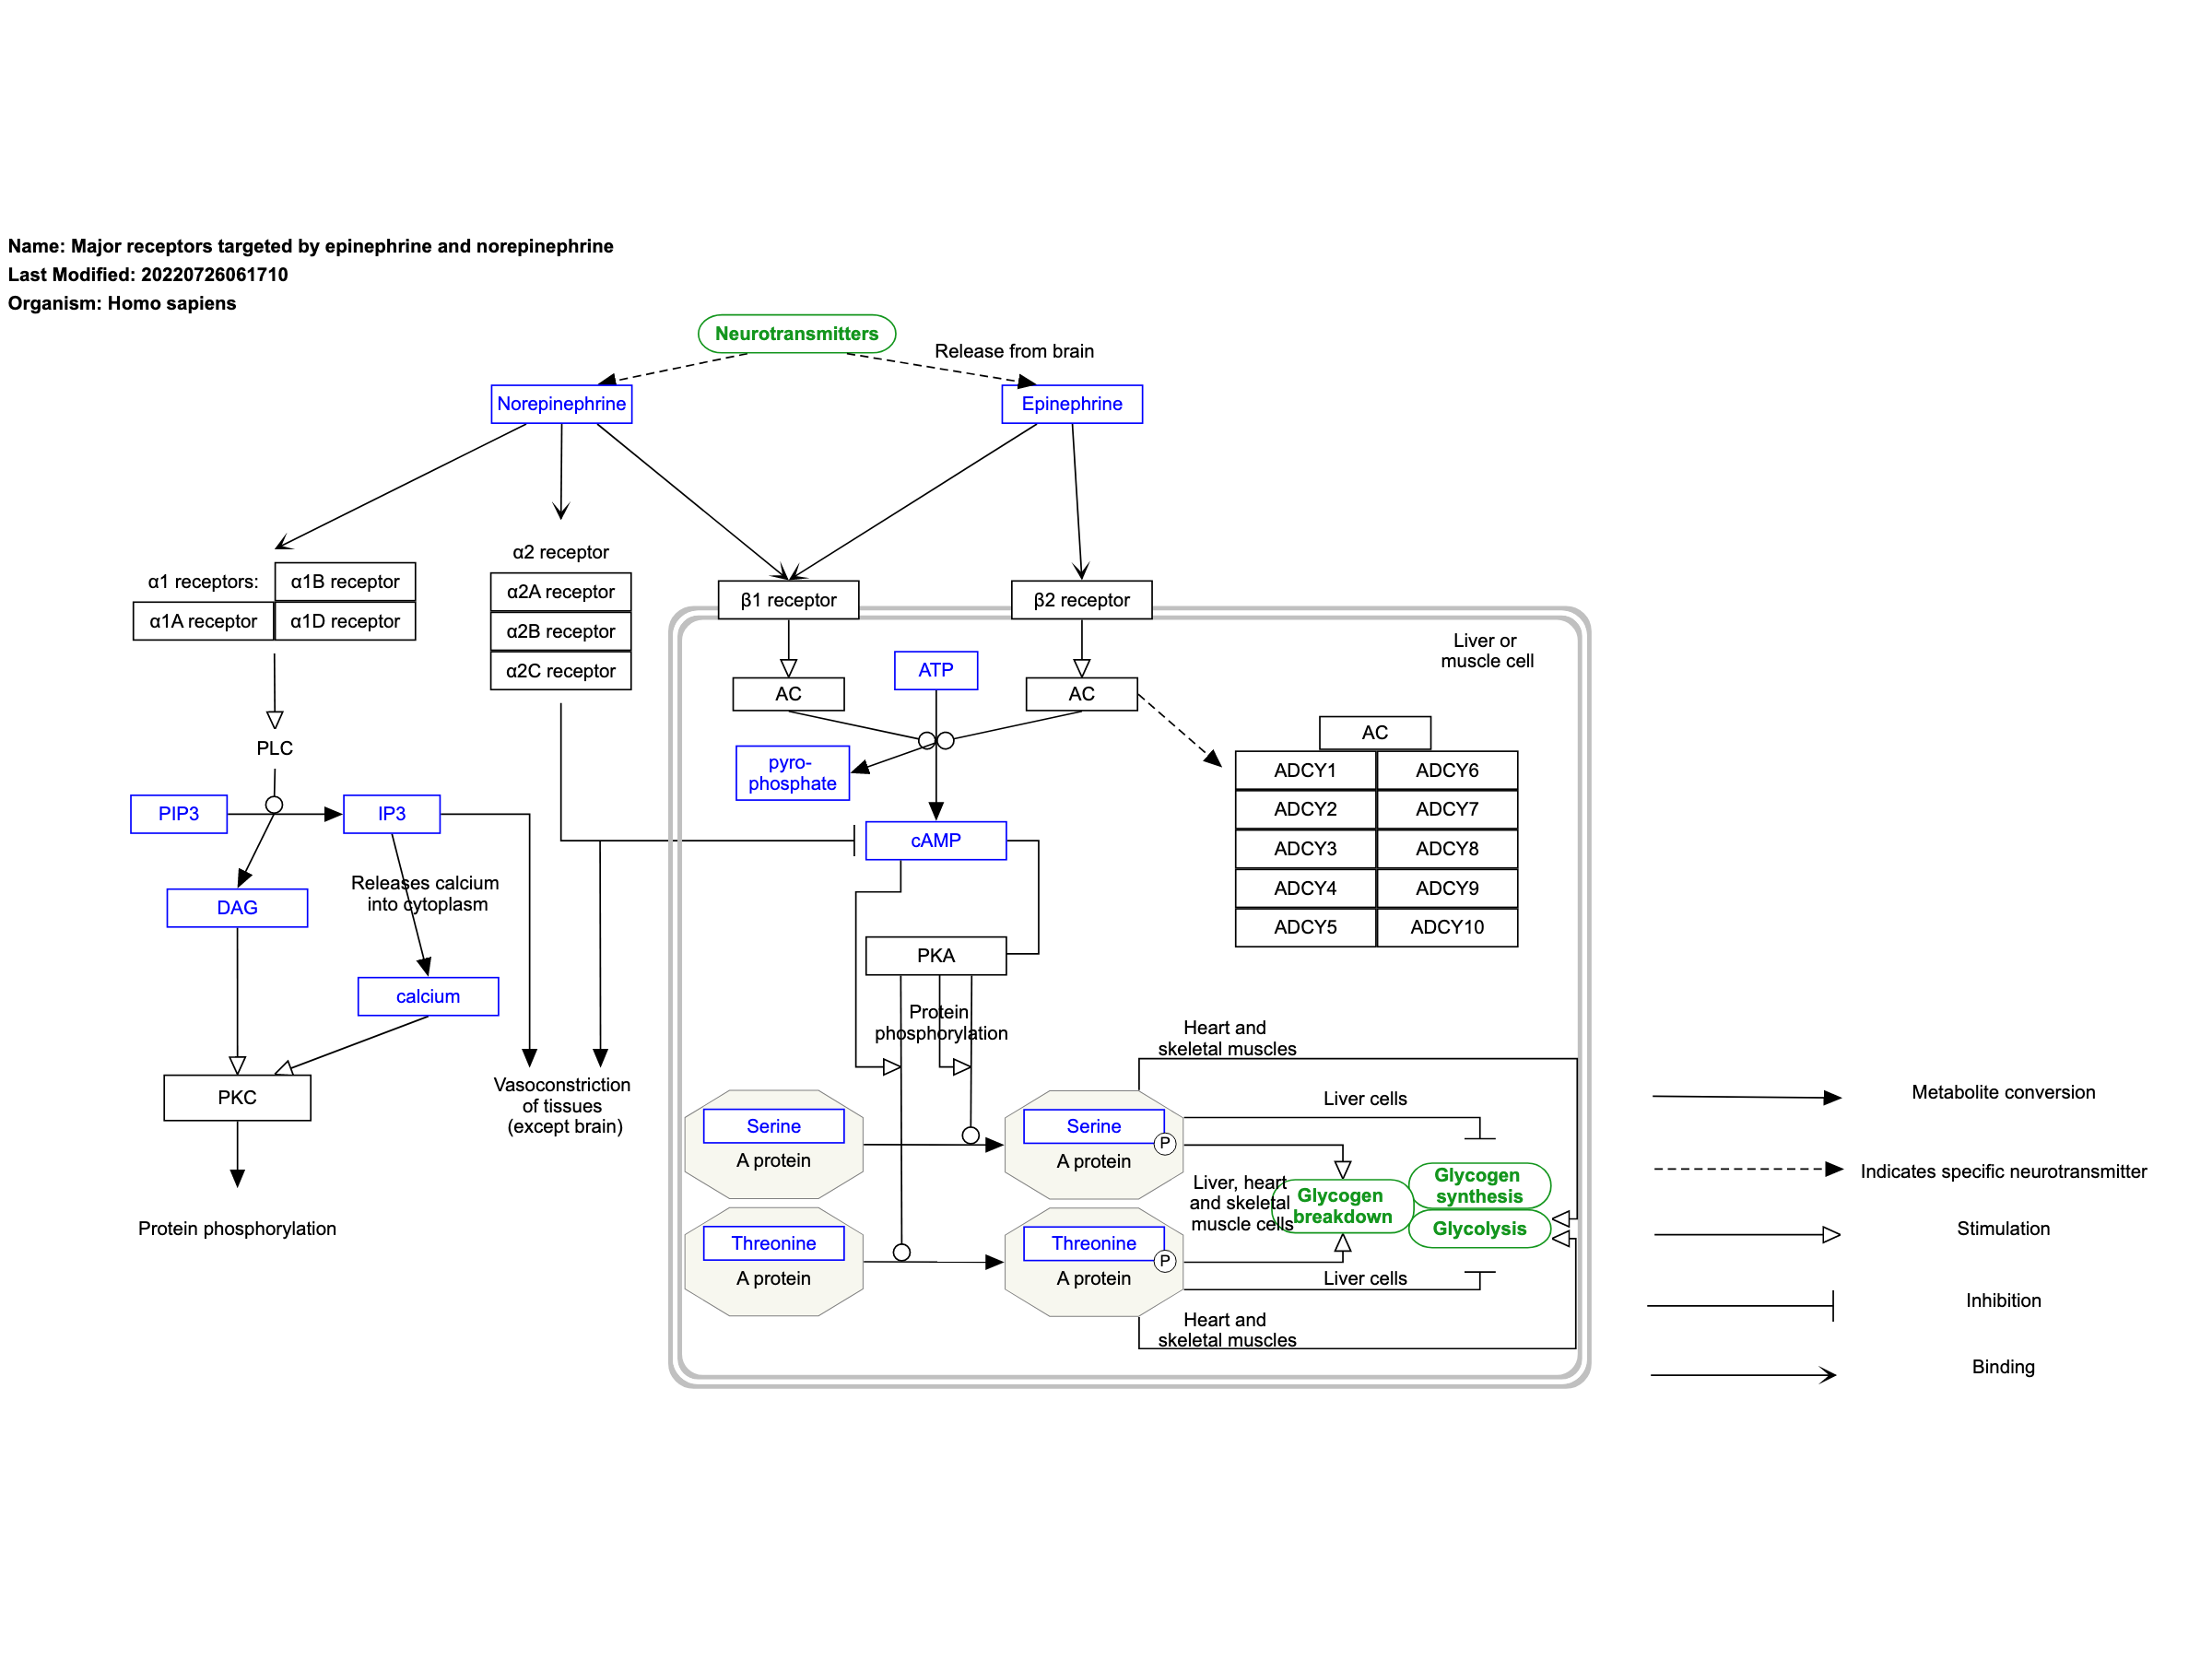 Name: Major receptors targeted by epinephrine and norepinephrine
Last Modified: 20220726061710
Organism: Homo sapiens
Neurotransmitters
Release from brain
Norepinephrine
Epinephrine
α1 receptors:
α1B receptor
α1A receptor
α1D receptor
α2 receptor
α2A receptor
α2B receptor
α2C receptor
β1 receptor
β2 receptor
Liver or
muscle cell
AC
ATP
AC
pyro-
phosphate
AC
ADCY1
ADCY6
ADCY2
ADCY7
ADCY3
ADCY8
ADCY4
ADCY9
ADCY5
ADCY10
PLC
PIP3
IP3
cAMP
DAG
Releases calcium
into cytoplasm
calcium
PKA
Protein
phosphorylation
PKC
Vasoconstriction
of tissues
(except brain)
Protein phosphorylation
Heart and
skeletal muscles
Liver cells
Serine
A protein
Serine
P
A protein
Liver, heart
and skeletal
muscle cells
Glycogen
breakdown
Glycogen
synthesis
Glycolysis
Threonine
A protein
Threonine
P
A protein
Liver cells
Heart and
skeletal muscles
Metabolite conversion
Indicates specific neurotransmitter
Stimulation
Inhibition
Binding